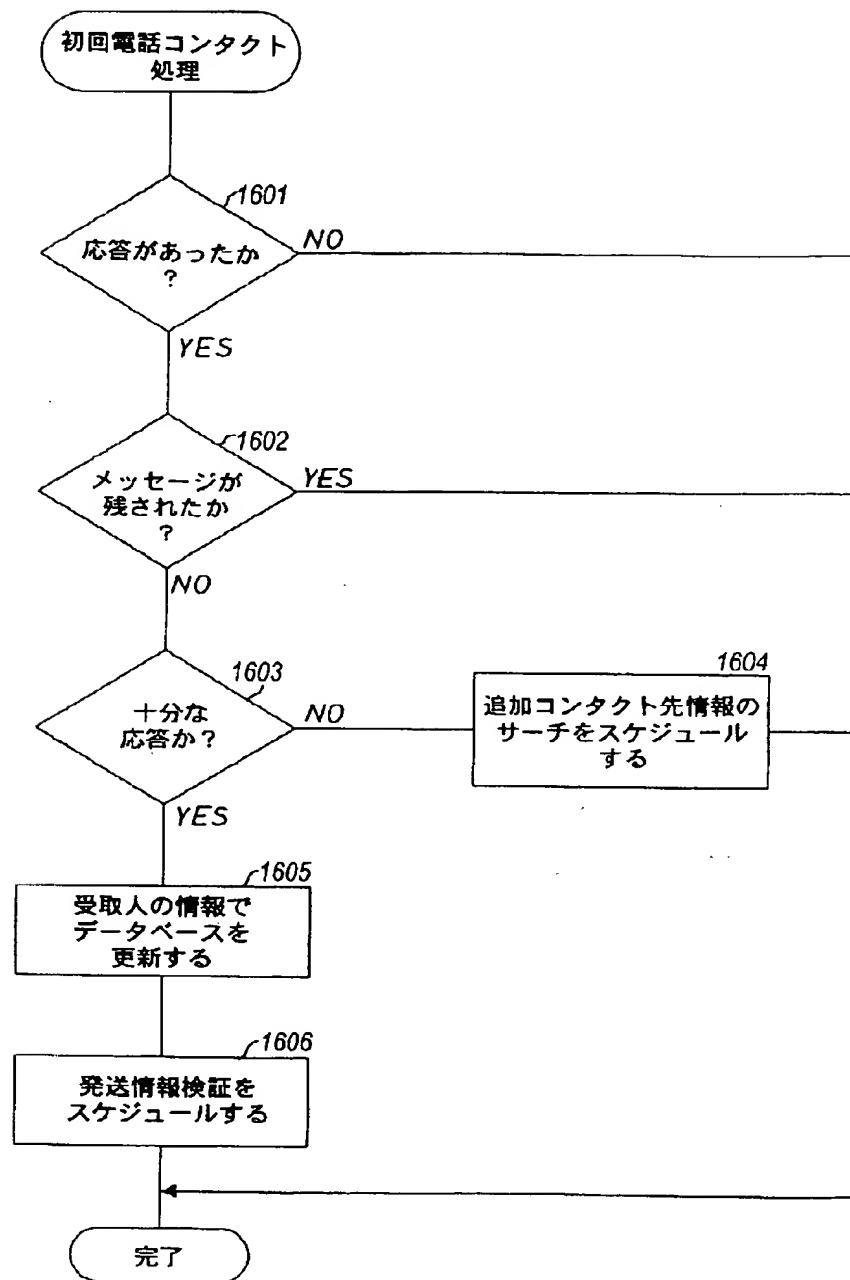 初回電話コンタクト
処理
1601
応答があったか
?
NO
YES
1602
メッセージが
残されたか
?
YES
NO
1603
十分な
応答か?
NO
1604
追加コンタクト先情報の
サーチをスケジュール
する
YES
1605
受取人の情報で
データベースを
更新する
1606
発送情報検証を
スケジュールする
完了